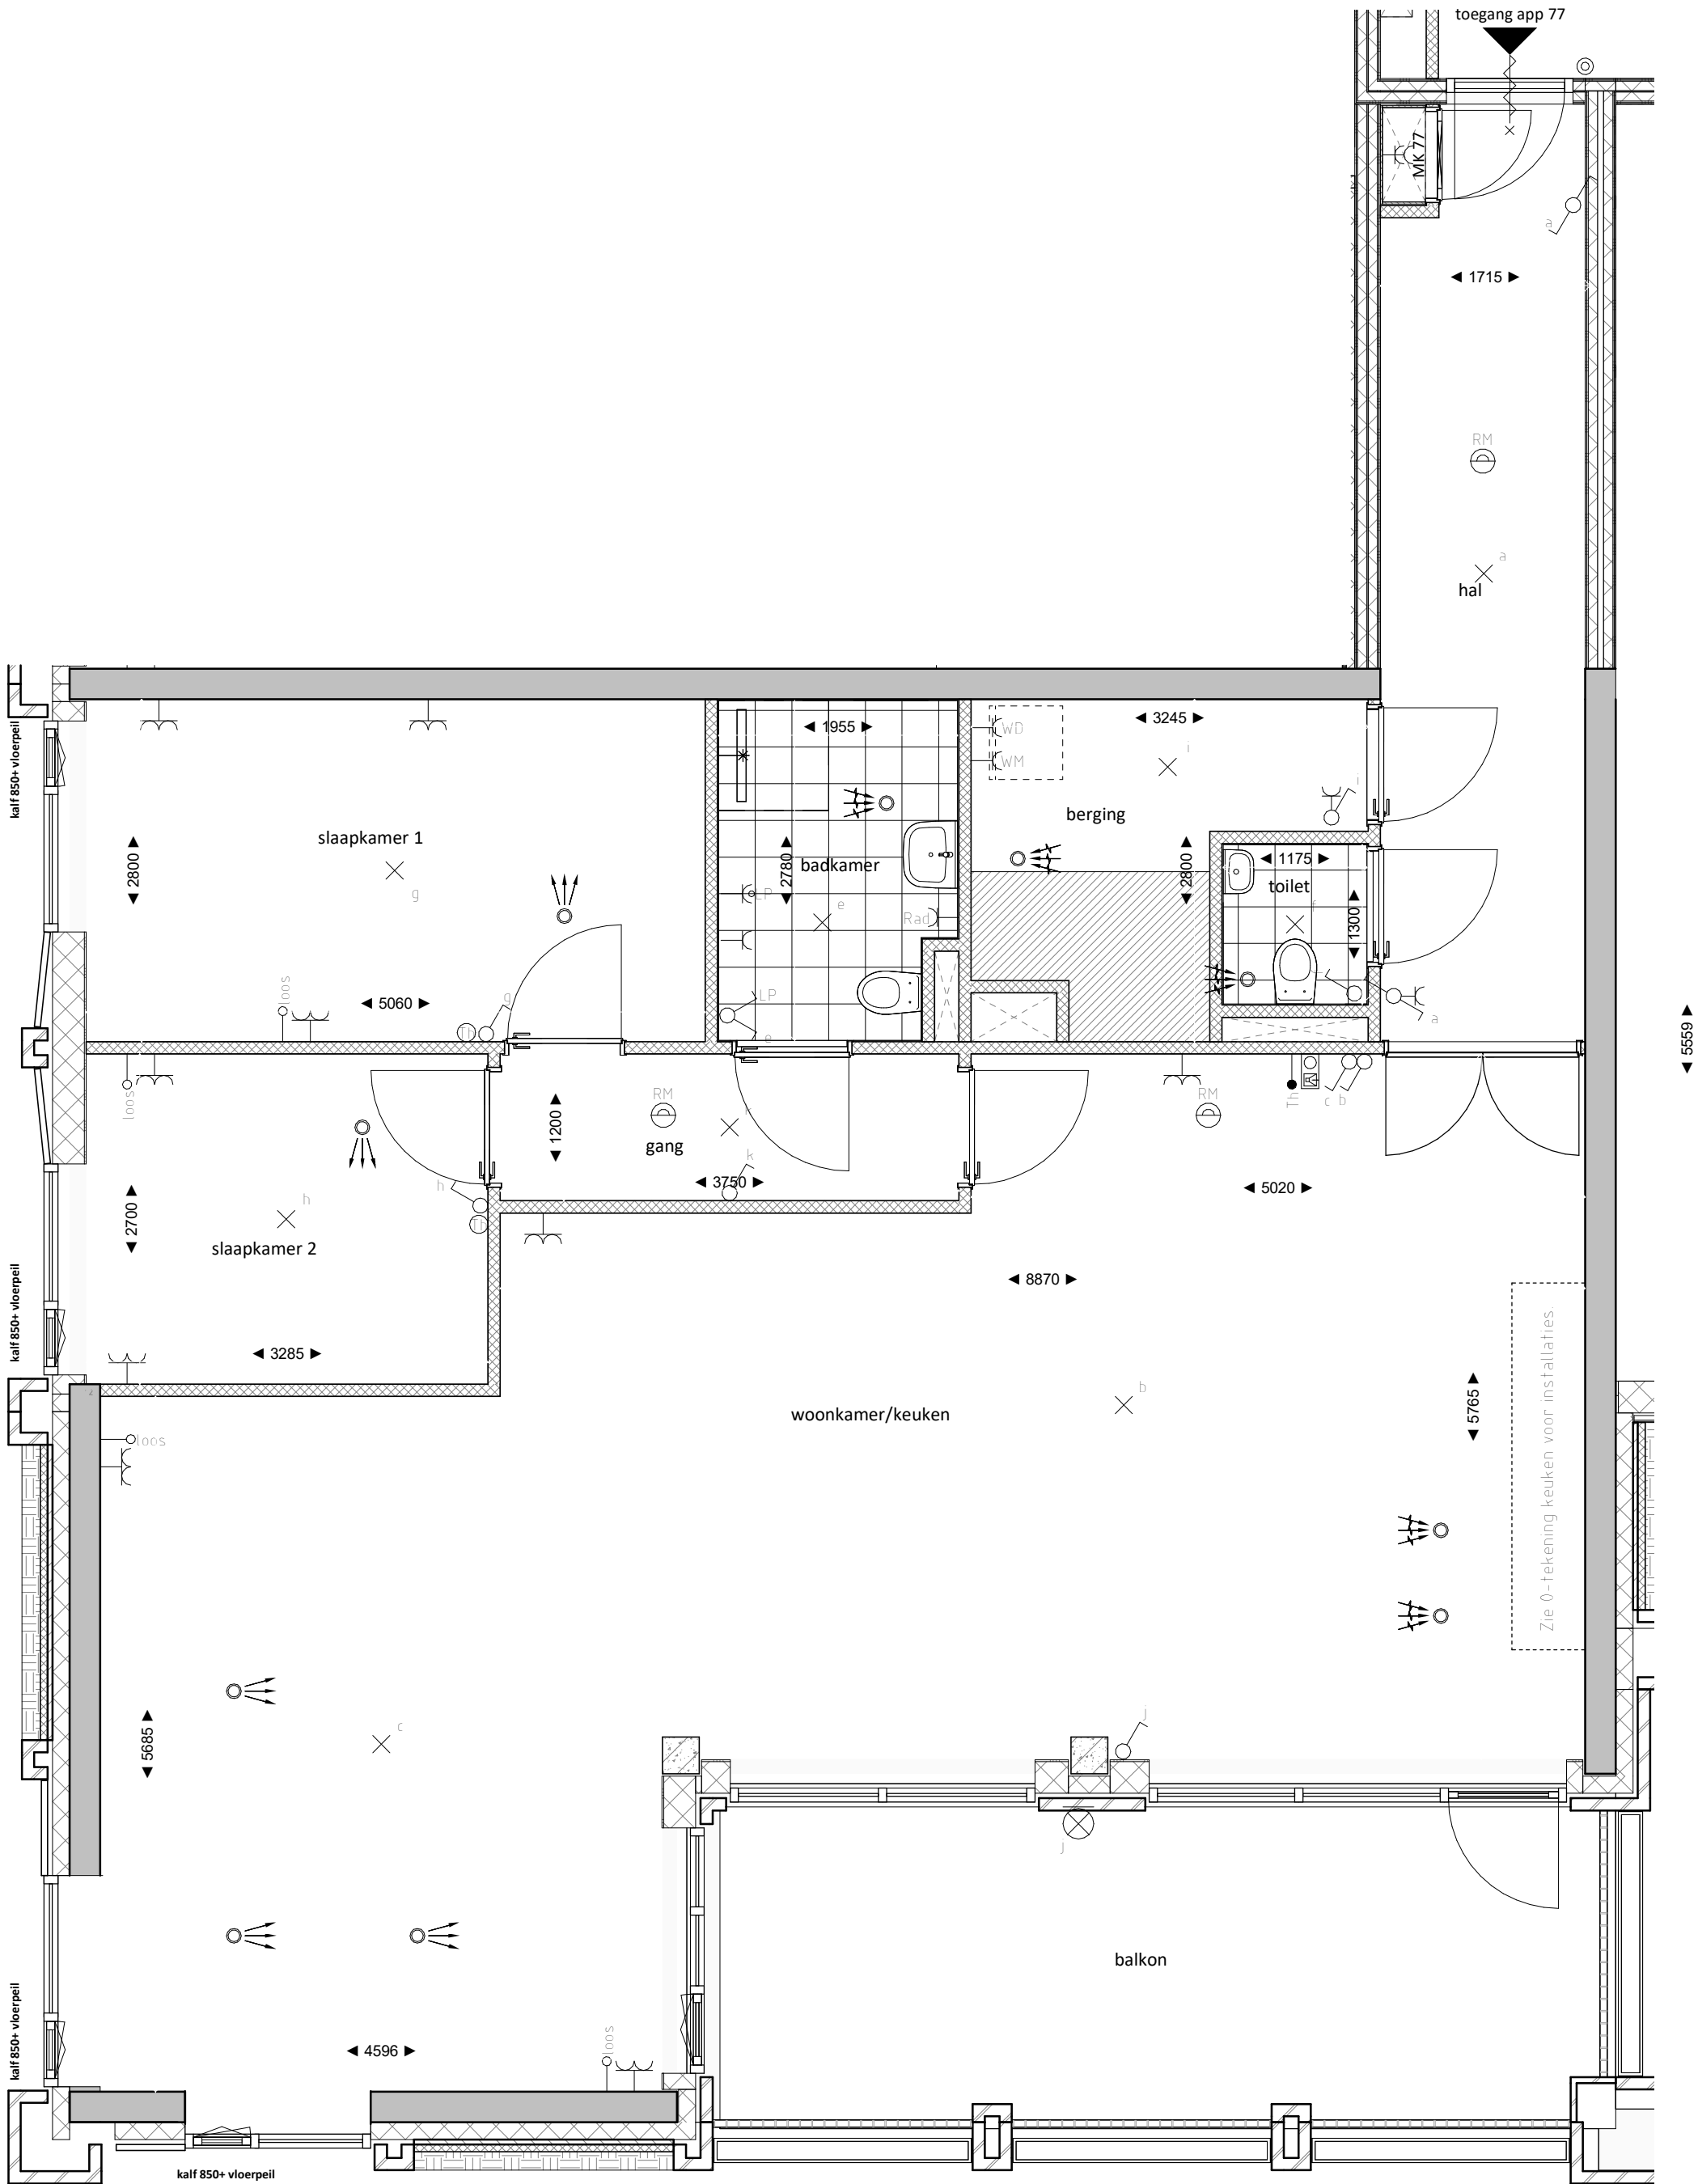 toegang app 77
MK 77
a
◄ 1715 ►
RM
a
hal
kalf 850+ vloerpeil
◄ 1955 ►
WD
WM
◄ 3245 ►
i
i
berging
slaapkamer 1
◄ 2800 ►
g
◄ 2780 ►
badkamer
LP
e
Rad
◄ 2800 ►
◄ 1175 ►
toilet
f
◄ 1300 ►
loos
◄ 5060 ►
g
Th
LP
e
a
◄ 5559 ►
loos
◄ 1200 ►
RM
gang
k
k
◄ 3750 ►
RM
Th
c b
◄ 2700 ►
h
h
slaapkamer 2
◄ 5020 ►
◄ 8870 ►
kalf 850+ vloerpeil
◄ 3285 ►
z
b
woonkamer/keuken
◄ 5765 ►
Zie 0-tekening keuken voor installaties
loos
◄ 5685 ►
c
j
j
balkon
kalf 850+ vloerpeil
◄ 4596 ►
loos
kalf 850+ vloerpeil